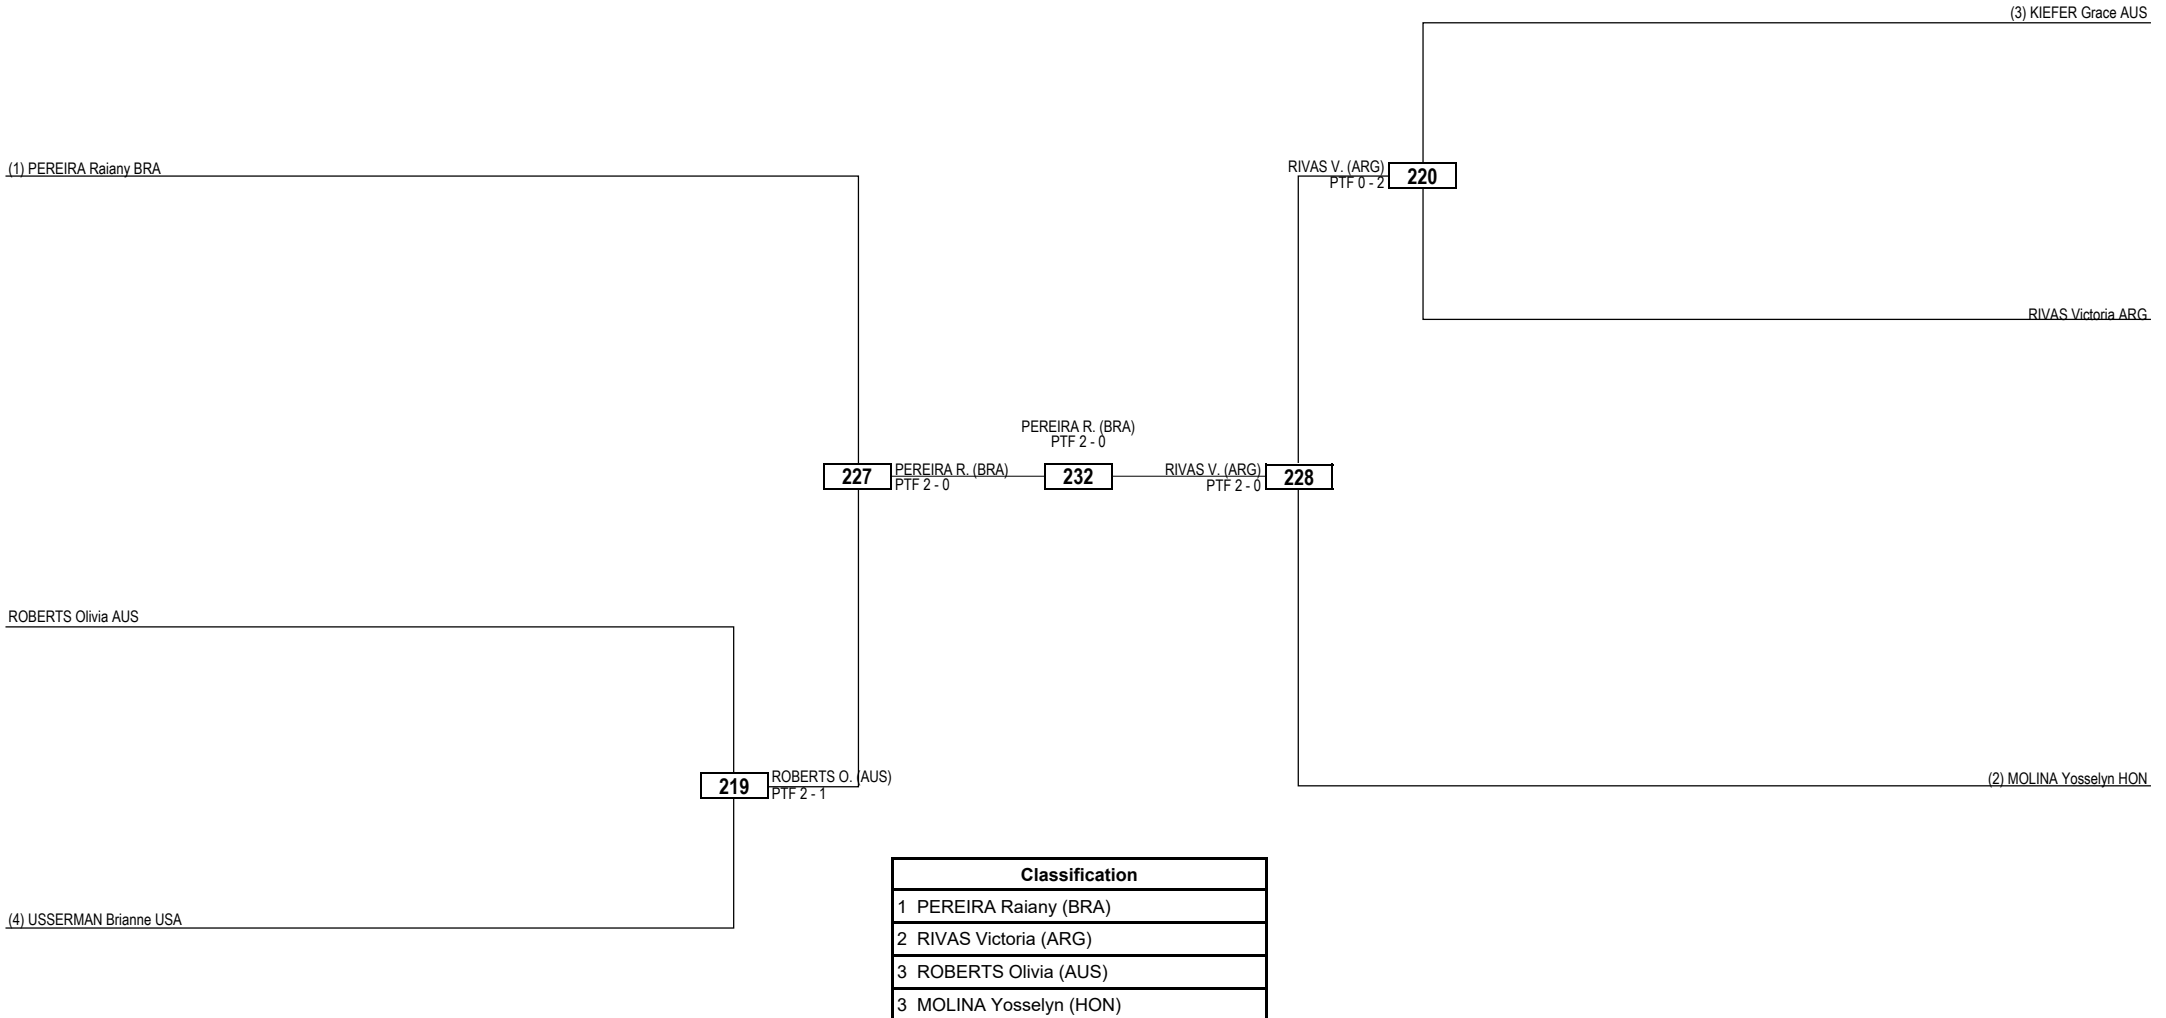 (3) KIEFER Grace AUS
(1) PEREIRA Raiany BRA
RIVAS V. (ARG)
PTF 0 - 2
220
RIVAS Victoria ARG
PEREIRA R. (BRA)
PTF 2 - 0
227
PEREIRA R. (BRA)
PTF 2 - 0
232
RIVAS V. (ARG)
PTF 2 - 0
228
ROBERTS Olivia AUS
219
ROBERTS O. (AUS)
PTF 2 - 1
(2) MOLINA Yosselyn HON
(4) USSERMAN Brianne USA
Classification
1 PEREIRA Raiany (BRA)
2 RIVAS Victoria (ARG)
3 ROBERTS Olivia (AUS)
3 MOLINA Yosselyn (HON)